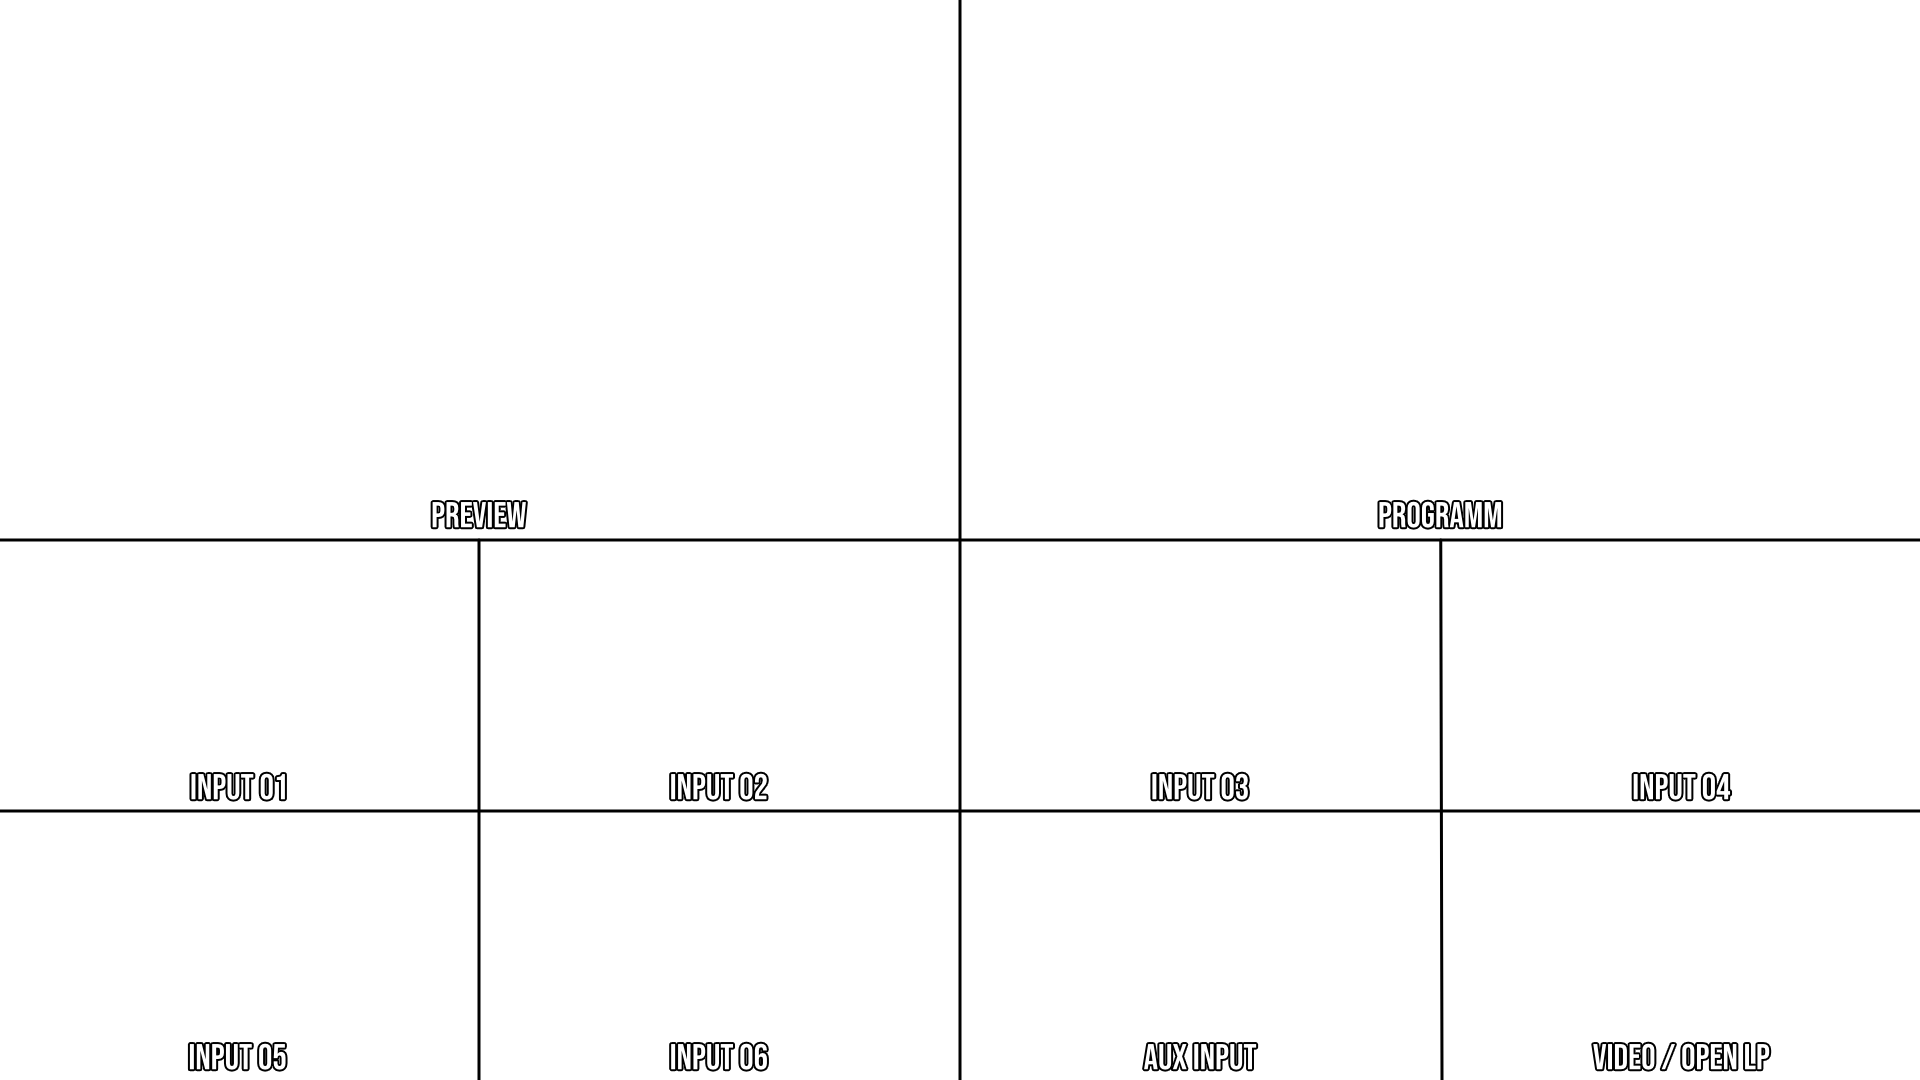 PREVIEW
PROGRAMM
INPUT 01
INPUT 02
INPUT 03
INPUT 04
INPUT 05
INPUT 06
AUX INPUT
VIDEO / OPEN LP